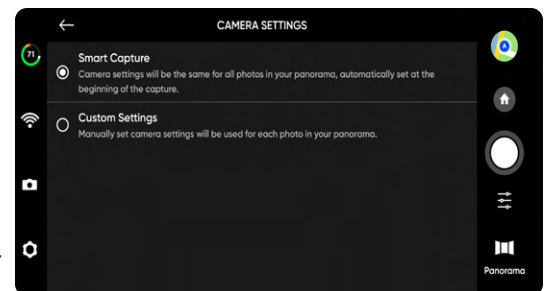 CAMERA SETTINGS
71
Smart Capture
Camera settings will be the same for all photos in your panorama, automatically set at the
beginning of the capture.
Custom Settings
Manually set camera settings will be used for each photo in your panorama.
Panorama